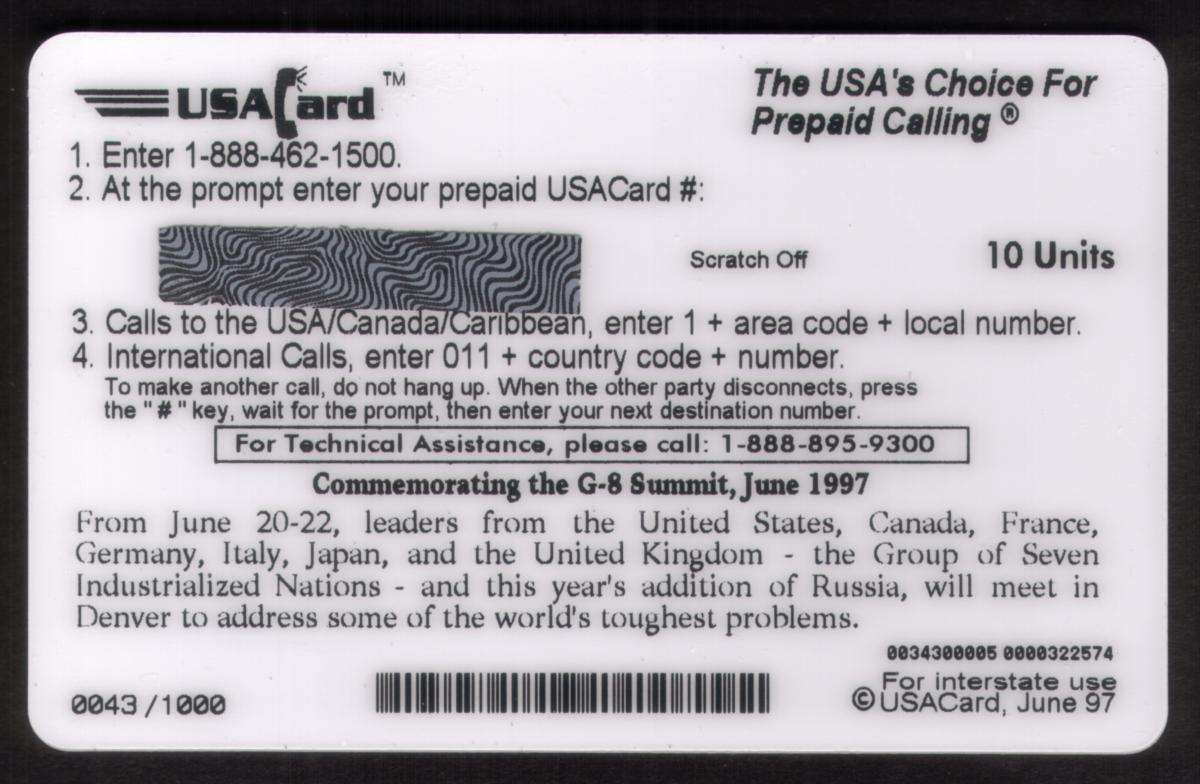 USACard™
The USA's Choice For
Prepaid Calling ®
1. Enter 1-888-462-1500.
2. At the prompt enter your prepaid USACard #:
Scratch Off
10 Units
3. Calls to the USA/Canada/Caribbean, enter 1 + area code + local number.
4. International Calls, enter 011 + country code + number.
To make another call, do not hang up. When the other party disconnects, press
the "#" key, wait for the prompt, then enter your next destination number.
For Technical Assistance, please call: 1-888-895-9300
Commemorating the G-8 Summit, June 1997
From June 20-22, leaders from the United States, Canada, France,
Germany, Italy, Japan, and the United Kingdom - the Group of Seven
Industrialized Nations - and this year's addition of Russia, will meet in
Denver to address some of the world's toughest problems.
0034300005 0000322574
0043/1000
For interstate use
©USACard, June 97